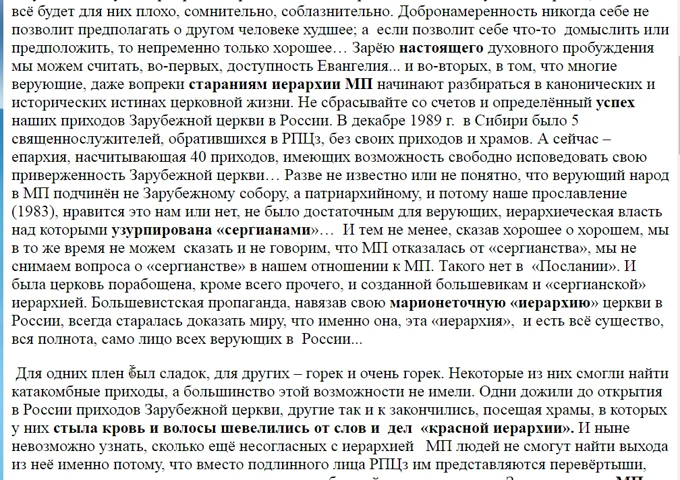 всё будет для них плохо, сомнительно, соблазнительно. Добронамеренность никогда себе не
позволит предполагать о другом человеке худшее; а если позволит себе что-то домыслить или
предположить, то непременно только хорошее… Зарёю настоящего духовного пробуждения
мы можем считать, во-первых, доступность Евангелия... и во-вторых, в том, что многие
верующие, даже вопреки стараниям иерархии МП начинают разбираться в канонических и
исторических истинах церковной жизни. Не сбрасывайте со счетов и определённый успех
наших приходов Зарубежной церкви в России. В декабре 1989 г. в Сибири было 5
священнослужителей, обратившихся в РПЦз, без своих приходов и храмов. А сейчас –
епархия, насчитывающая 40 приходов, имеющих возможность свободно исповедовать свою
приверженность Зарубежной церкви… Разве не известно или не понятно, что верующий народ
в МП подчинён не Зарубежному собору, а патриархийному, и потому наше прославление
(1983), нравится это нам или нет, не было достаточным для верующих, иерархиеческая власть
над которыми узурпирована «сергианами»… И тем не менее, сказав хорошее о хорошем, мы
в то же время не можем сказать и не говорим, что МП отказалась от «сергианства», мы не
снимаем вопроса о «сергианстве» в нашем отношении к МП. Такого нет в «Послании». И
была церковь порабощена, кроме всего прочего, и созданной большевикам и «сергианской»
иерархией. Большевистская пропаганда, навязав свою марионеточную «иерархию» церкви в
России, всегда старалась доказать миру, что именно она, эта «иерархия», и есть всё существо,
вся полнота, само лицо всех верующих в России...
Для одних плен был сладок, для других – горек и очень горек. Некоторые из них смогли найти
катакомбные приходы, а большинство этой возможности не имели. Одни дожили до открытия
в России приходов Зарубежной церкви, другие так и к закончились, посещая храмы, в которых
у них стыла кровь и волосы шевелились от слов и дел «красной иерархии». И ныне
невозможно узнать, сколько ещё несогласных с иерархией МП людей не смогут найти выхода
из неё именно потому, что вместо подлинного лица РПЦз им представляются перевёртыши,